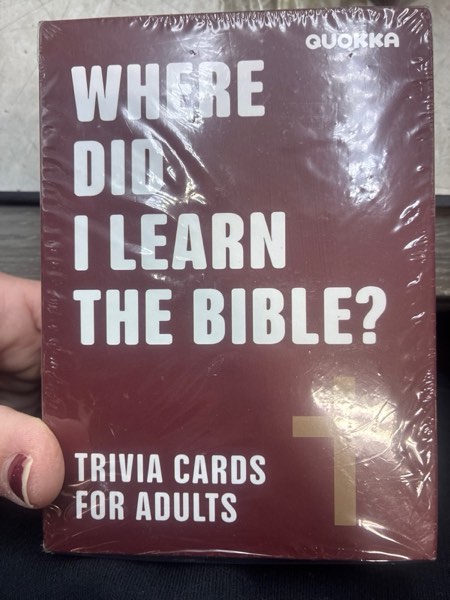 QUOKKA
WHERE
DID
I LEARN
THE BIBLE?
TRIVIA CARDS
FOR ADULTS